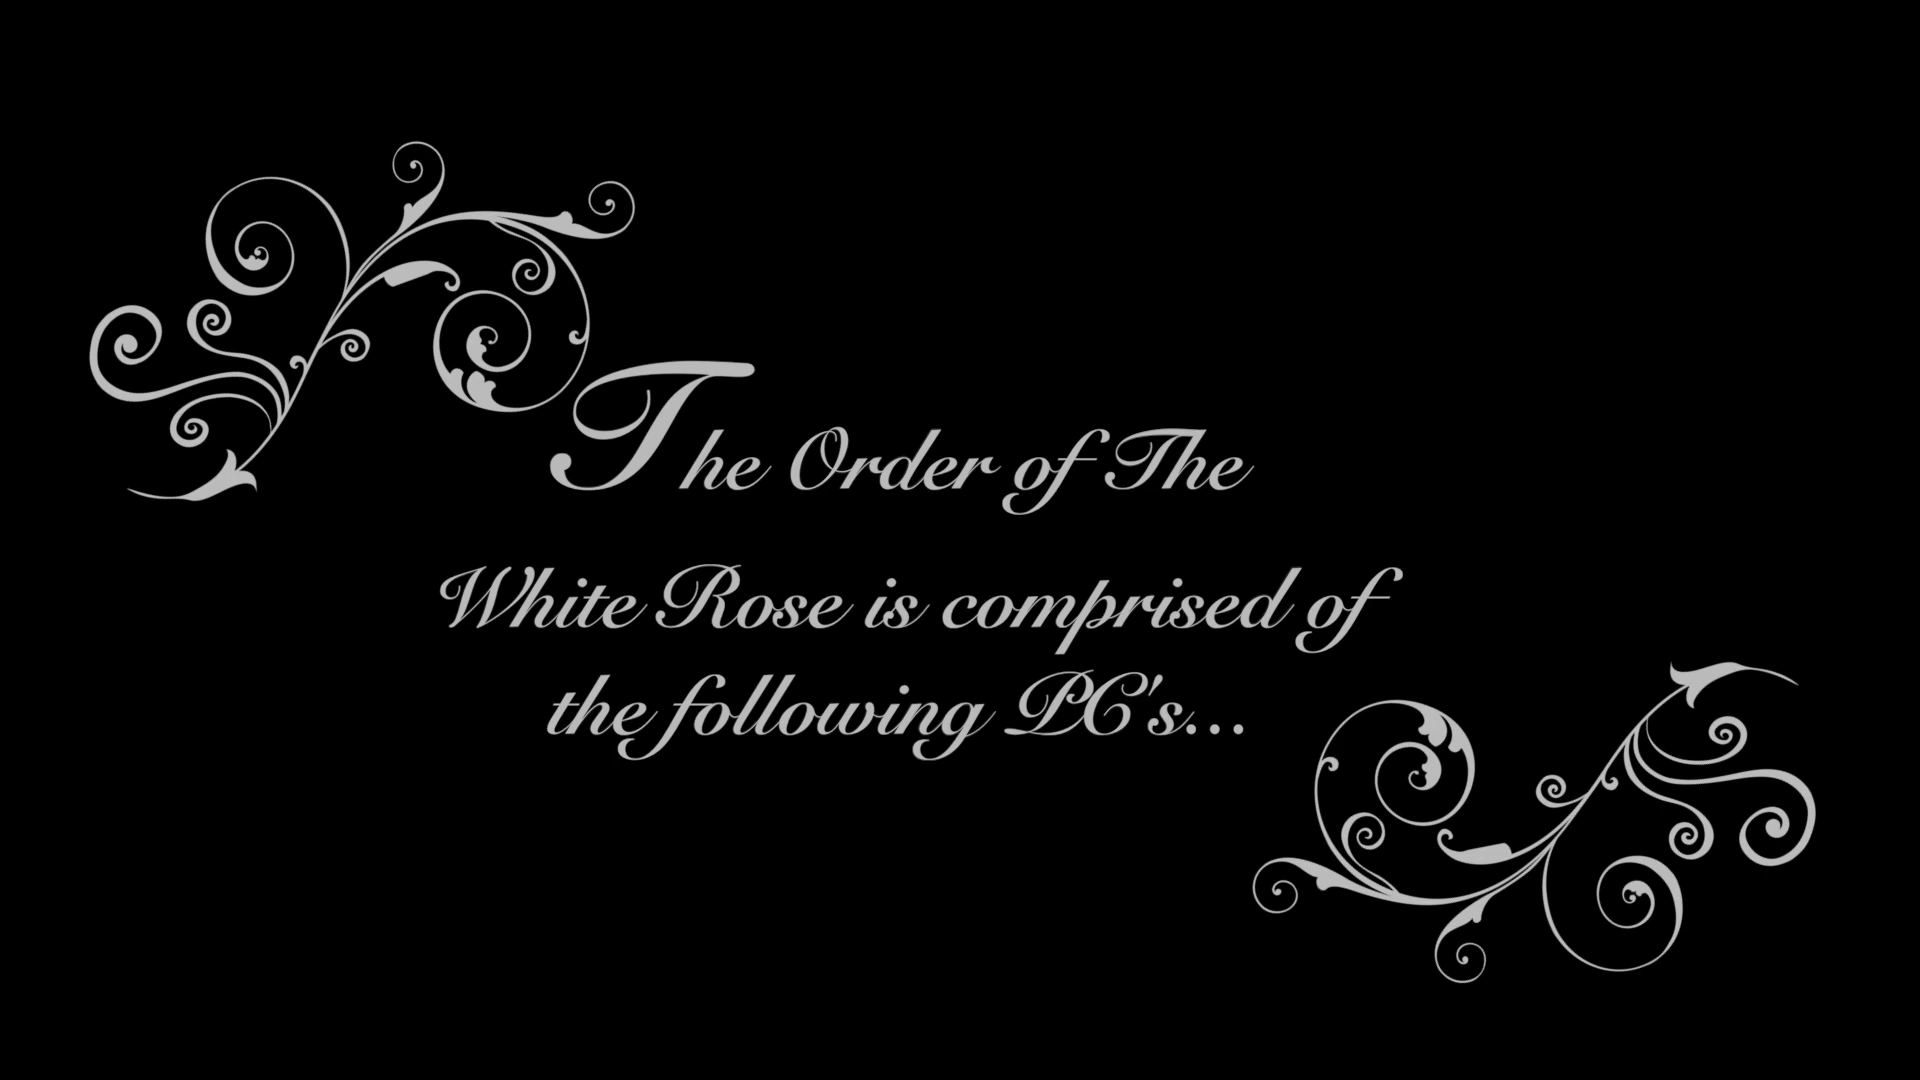 The Order of The
White Rose is comprised of
the following PC's...